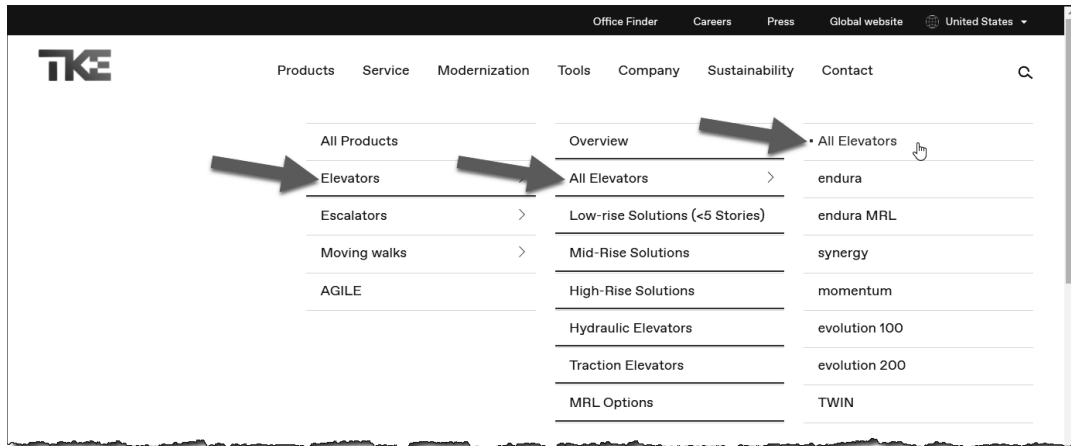 Office Finder Careers Press Global website United States
TKE
Products Service Modernization Tools Company Sustainability Contact
All Products
Elevators
Escalators
Moving walks
AGILE
Overview
All Elevators
Low-rise Solutions (<5 Stories)
Mid-Rise Solutions
High-Rise Solutions
Hydraulic Elevators
Traction Elevators
MRL Options
All Elevators
endura
endura MRL
synergy
momentum
evolution 100
evolution 200
TWIN